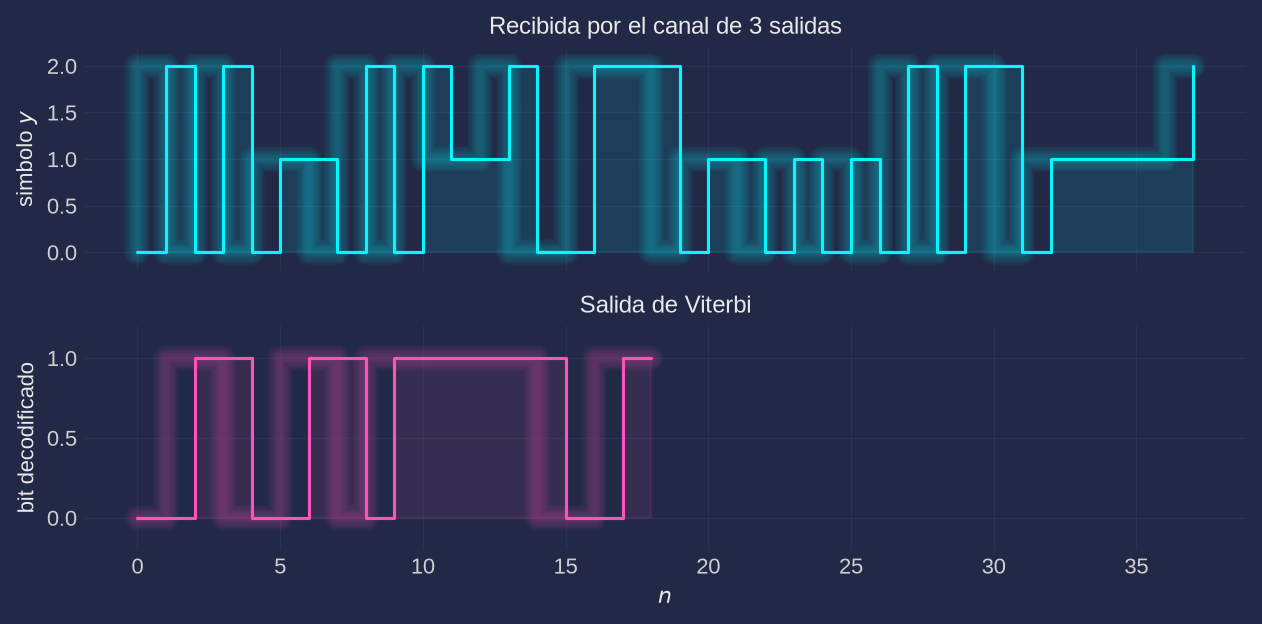 Recibida por el canal de 3 salidas
2.0
1.5
1.0
0.5
0.0
simbolo y
Salida de Viterbi
1.0
0.5
0.0
bit decodificado
0 5 10 15 20 25 30 35
n